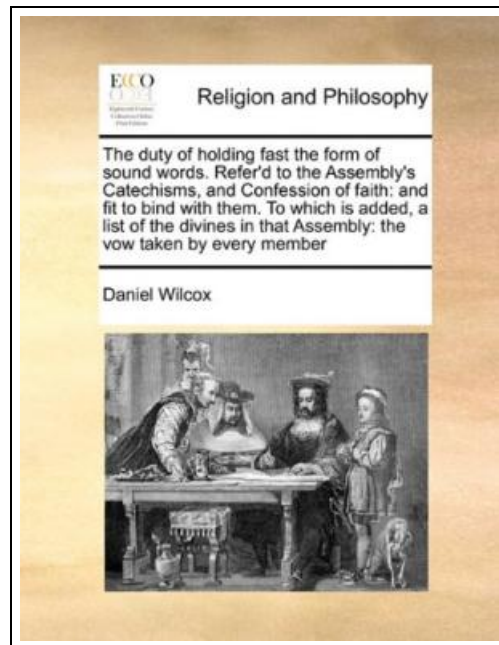 ECCO
Religion and Philosophy
The duty of holding fast the form of
sound words. Refer'd to the Assembly's
Catechisms, and Confession of faith: and
fit to bind with them. To which is added, a
list of the divines in that Assembly: the
vow taken by every member
Daniel Wilcox